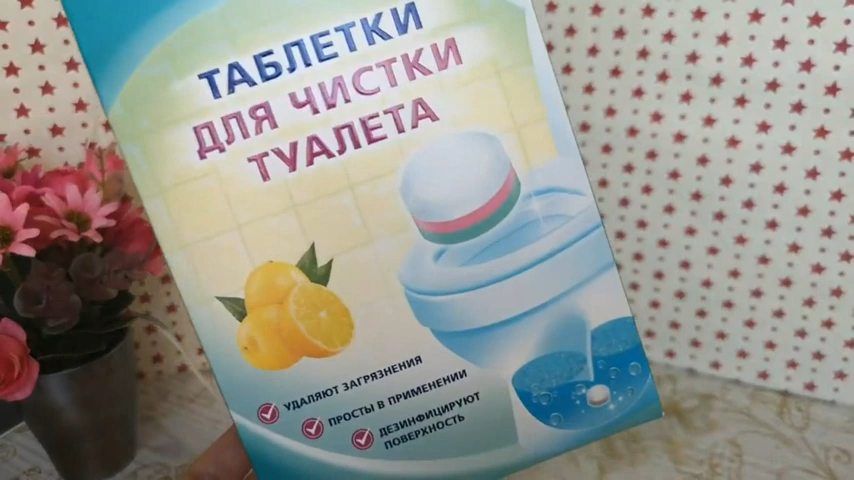 ТАБЛЕТКИ
ДЛЯ ЧИСТКИ
ТУАЛЕТА
УДАЛЯЮТ ЗАГРЯЗНЕНИЯ
ПРОСТЫ В ПРИМЕНЕНИИ
ДЕЗИНФИЦИРУЮТ
ПОВЕРХНОСТЬ